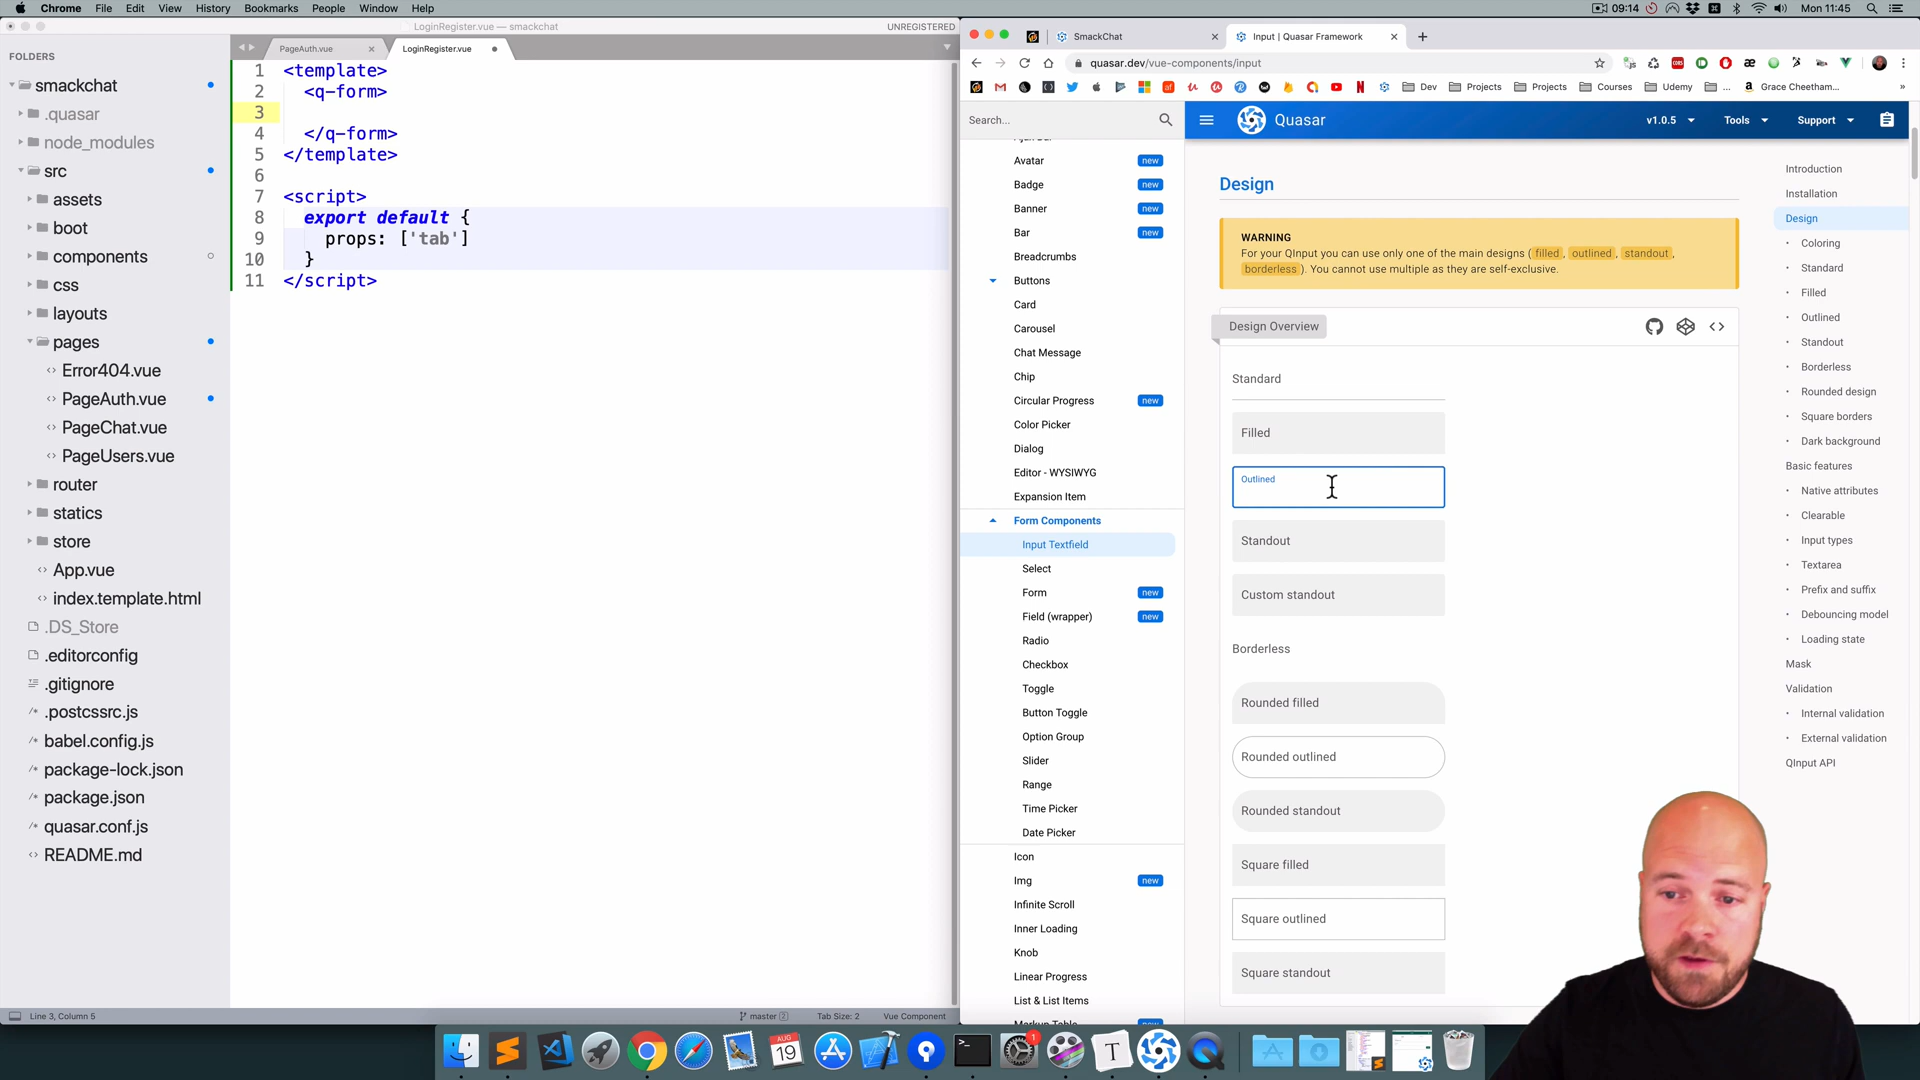 Chrome File Edit View History Bookmarks People Window Help
09:14
Mon 11:45
LoginRegister.vue — smackchat
UNREGISTERED
FOLDERS
smackchat
.quasar
node_modules
src
assets
boot
components
css
layouts
pages
Error404.vue
PageAuth.vue
PageChat.vue
PageUsers.vue
router
statics
store
App.vue
index.template.html
.DS_Store
.editorconfig
.gitignore
.postcssrc.js
babel.config.js
package-lock.json
package.json
quasar.conf.js
README.md
PageAuth.vue
LoginRegister.vue
1 <template>
2 <q-form>
3
4 </q-form>
5 </template>
6
7 <script>
8 export default {
9 props: ['tab']
10 }
11 </script>
Line 3, Column 5
master 2
Tab Size: 2
Vue Component
SmackChat
Input | Quasar Framework
quasar.dev/vue-components/input
Dev
Projects
Projects
Courses
Udemy
...
Grace Cheetham...
Search...
Quasar
v1.0.5
Tools
Support
Avatar new
Badge new
Banner new
Bar new
Breadcrumbs
Buttons
Card
Carousel
Chat Message
Chip
Circular Progress new
Color Picker
Dialog
Editor - WYSIWYG
Expansion Item
Form Components
Input Textfield
Select
Form new
Field (wrapper) new
Radio
Checkbox
Toggle
Button Toggle
Option Group
Slider
Range
Time Picker
Date Picker
Icon
Img new
Infinite Scroll
Inner Loading
Knob
Linear Progress
List & List Items
Design
WARNING
For your QInput you can use only one of the main designs ( filled , outlined , standout ,
borderless ). You cannot use multiple as they are self-exclusive.
Design Overview
Standard
Filled
Outlined
Standout
Custom standout
Borderless
Rounded filled
Rounded outlined
Rounded standout
Square filled
Square outlined
Square standout
Introduction
Installation
Design
Coloring
Standard
Filled
Outlined
Standout
Borderless
Rounded design
Square borders
Dark background
Basic features
Native attributes
Clearable
Input types
Textarea
Prefix and suffix
Debouncing model
Loading state
Mask
Validation
Internal validation
External validation
QInput API
AUG
19
1
T